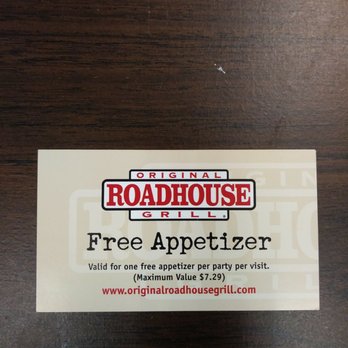 ORIGINAL
ROADHOUSE
GRILL
Free Appetizer
Valid for one free appetizer per party per visit.
(Maximum Value $7.29)
www.originalroadhousegrill.com